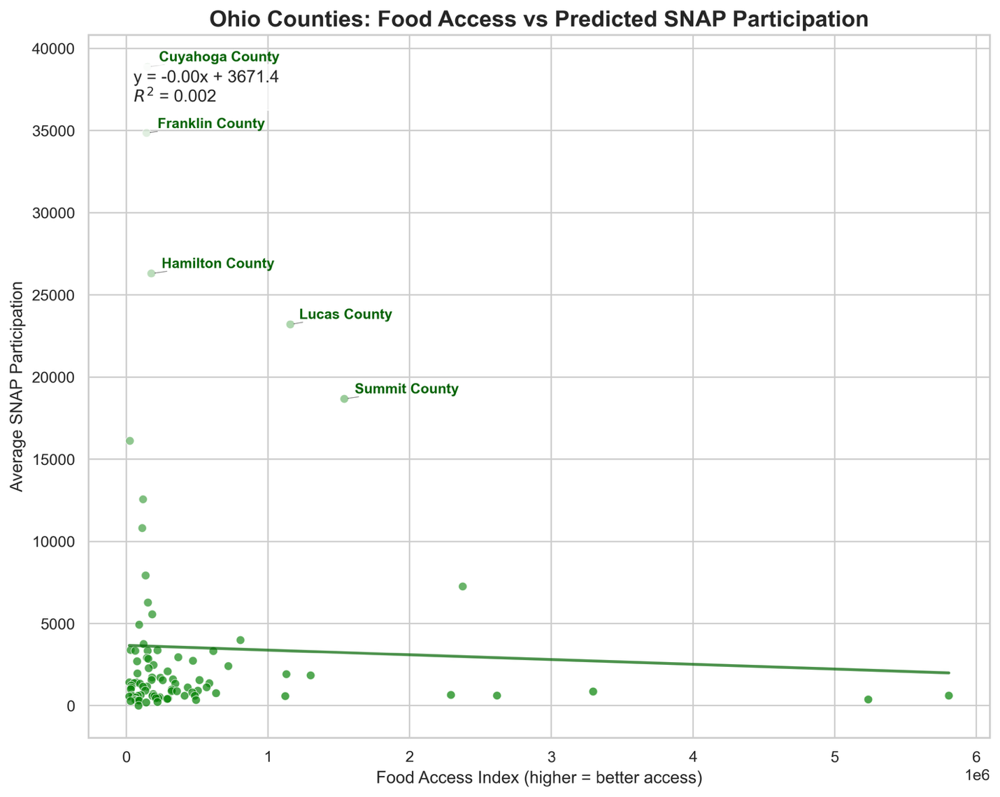 Ohio Counties: Food Access vs Predicted SNAP Participation
40000
35000
30000
25000
20000
15000
10000
5000
0
Average SNAP Participation
Cuyahoga County
y = -0.00x + 3671.4
R² = 0.002
Franklin County
Hamilton County
Lucas County
Summit County
0 1 2 3 4 5 6
1e6
Food Access Index (higher = better access)